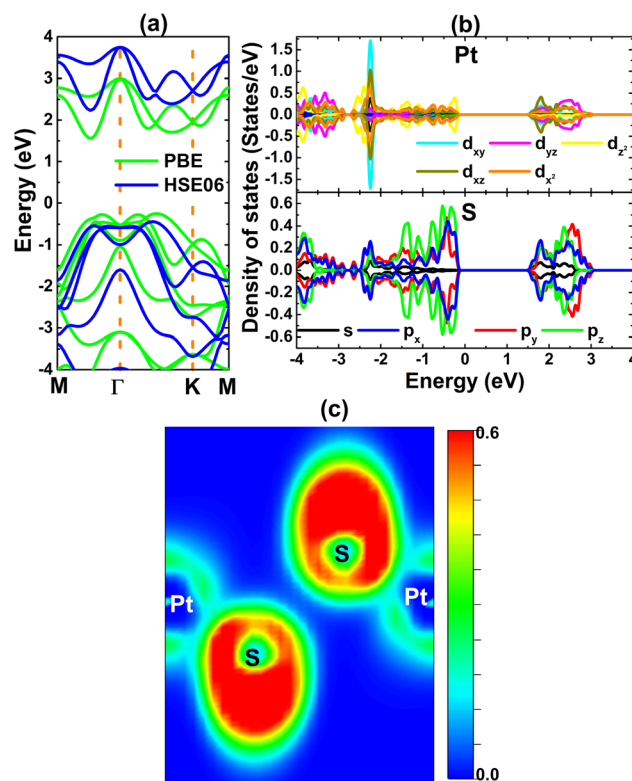 (a)
Energy (eV)
4
3
2
1
0
-1
-2
-3
-4
PBE
HSE06
M Γ K M
(b)
Density of states (States/eV)
Pt
1.5
1.0
0.5
0.0
0.5
1.0
1.5
dxy dyz dz²
dxz dx²
S
0.6
0.4
0.2
0.0
-0.2
-0.4
-0.6
s px py pz
-4 -3 -2 -1 0 1 2 3 4
Energy (eV)
(c)
0.6
S
Pt
Pt
S
0.0